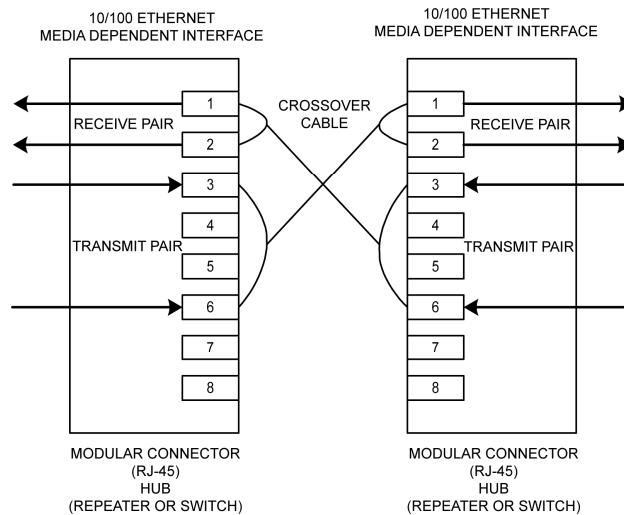 10/100 ETHERNET
MEDIA DEPENDENT INTERFACE
10/100 ETHERNET
MEDIA DEPENDENT INTERFACE
1
RECEIVE PAIR
2
3
4
TRANSMIT PAIR
5
6
7
8
CROSSOVER
CABLE
1
RECEIVE PAIR
2
3
4
TRANSMIT PAIR
5
6
7
8
MODULAR CONNECTOR
(RJ-45)
HUB
(REPEATER OR SWITCH)
MODULAR CONNECTOR
(RJ-45)
HUB
(REPEATER OR SWITCH)